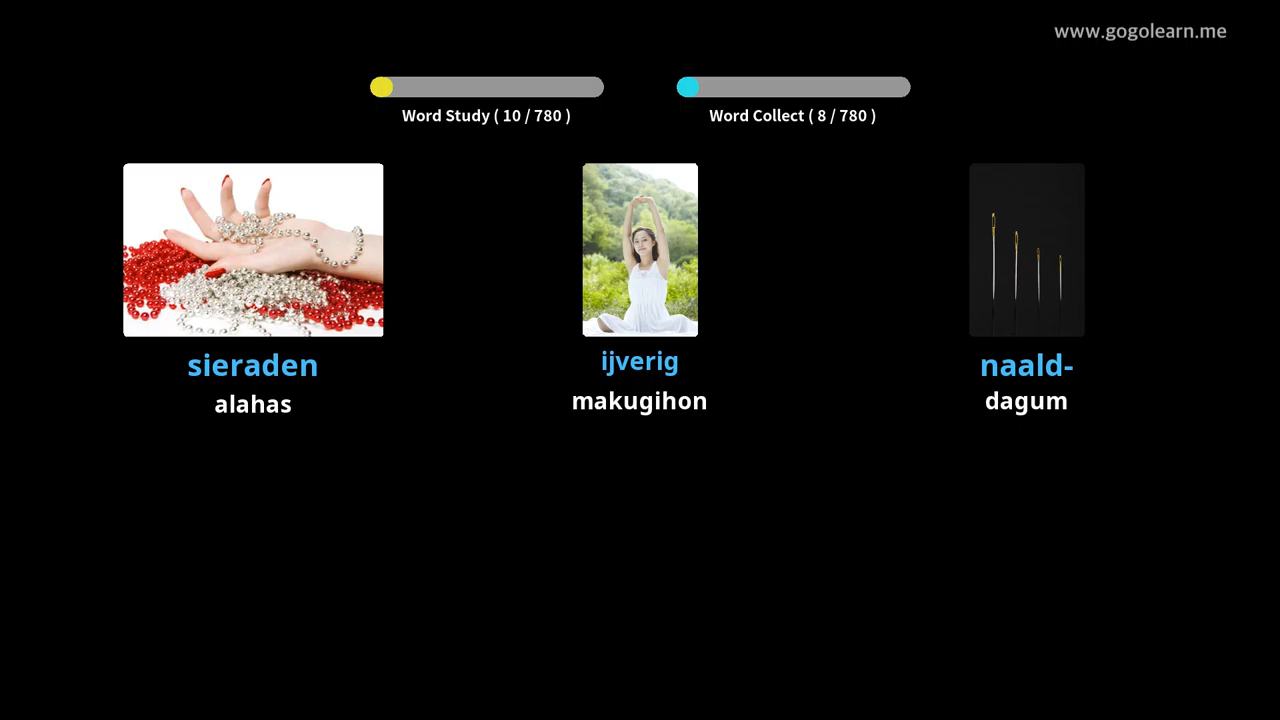 www.gogolearn.me
Word Study ( 10 / 780 )
Word Collect ( 8 / 780 )
sieraden
alahas
ijverig
makugihon
naald-
dagum